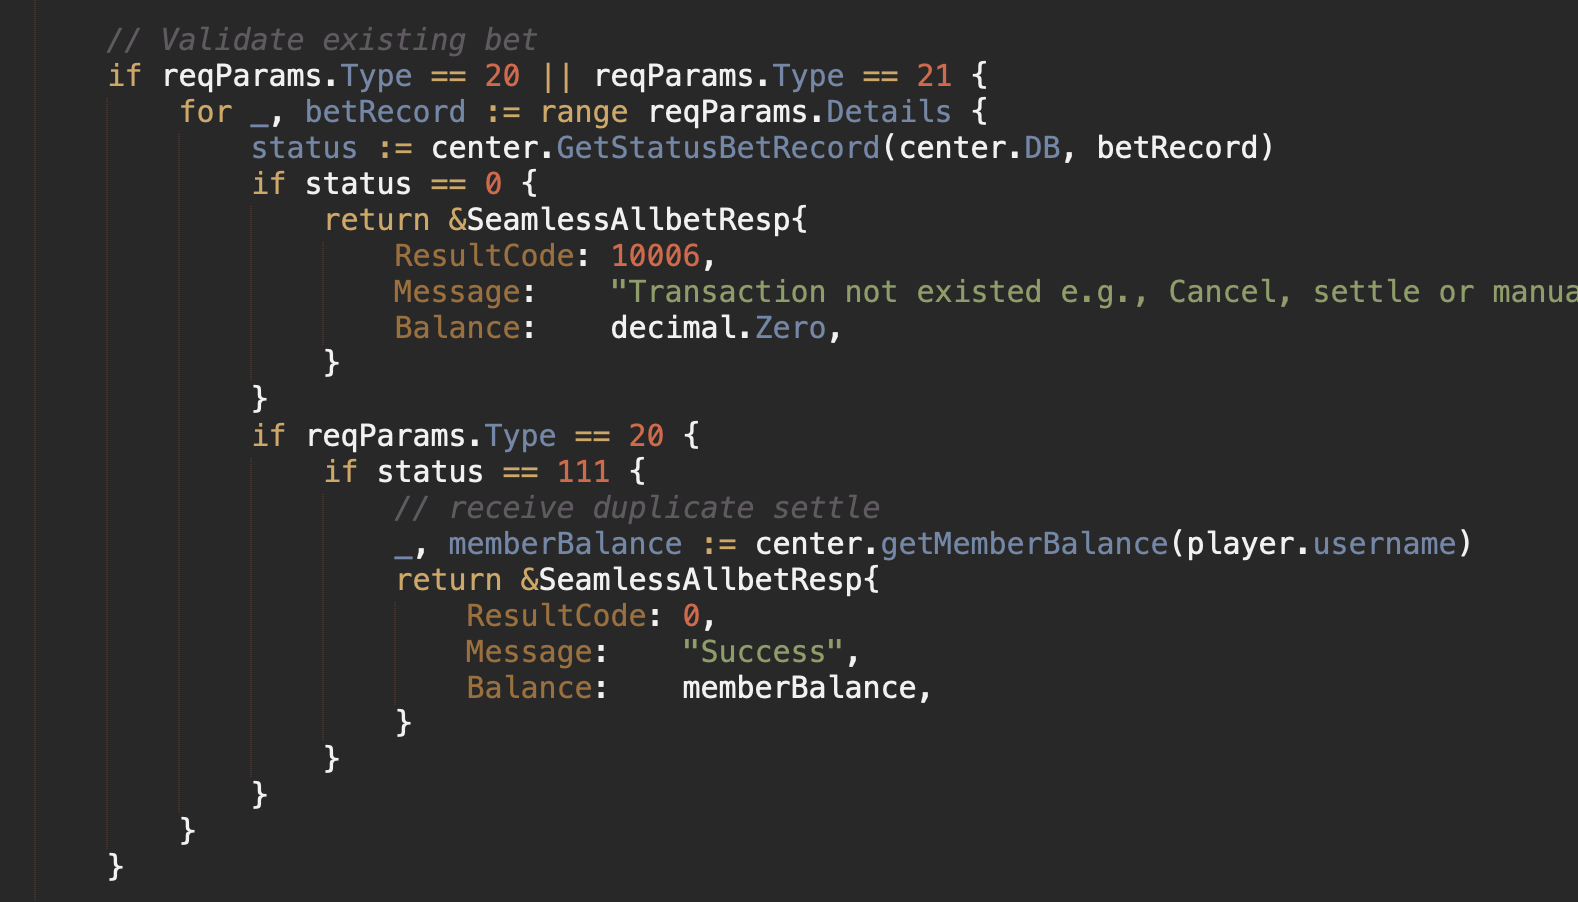 // Validate existing bet
if reqParams.Type == 20 || reqParams.Type == 21 {
for _, betRecord := range reqParams.Details {
status := center.GetStatusBetRecord(center.DB, betRecord)
if status == 0 {
return &SeamlessAllbetResp{
ResultCode: 10006,
Message: "Transaction not existed e.g., Cancel, settle or manua
Balance: decimal.Zero,
}
}
if reqParams.Type == 20 {
if status == 111 {
// receive duplicate settle
_, memberBalance := center.getMemberBalance(player.username)
return &SeamlessAllbetResp{
ResultCode: 0,
Message: "Success",
Balance: memberBalance,
}
}
}
}
}